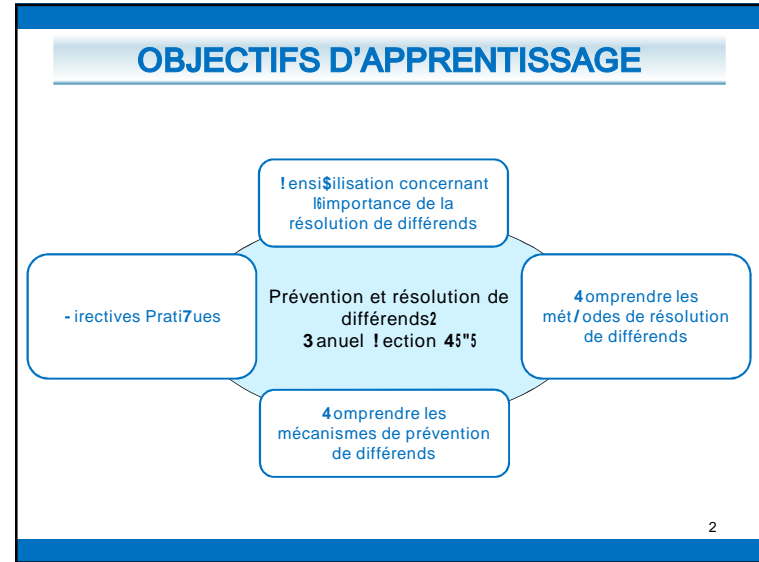 OBJECTIFS D’APPRENTISSAGE
!ensi$ilisation concernant
l6importance de la
résolution de différends
-irectives Prati7ues
Prévention et résolution de
différends2
3anuel !ection 45"5
4omprendre les
mét/odes de résolution
de différends
4omprendre les
mécanismes de prévention
de différends
2